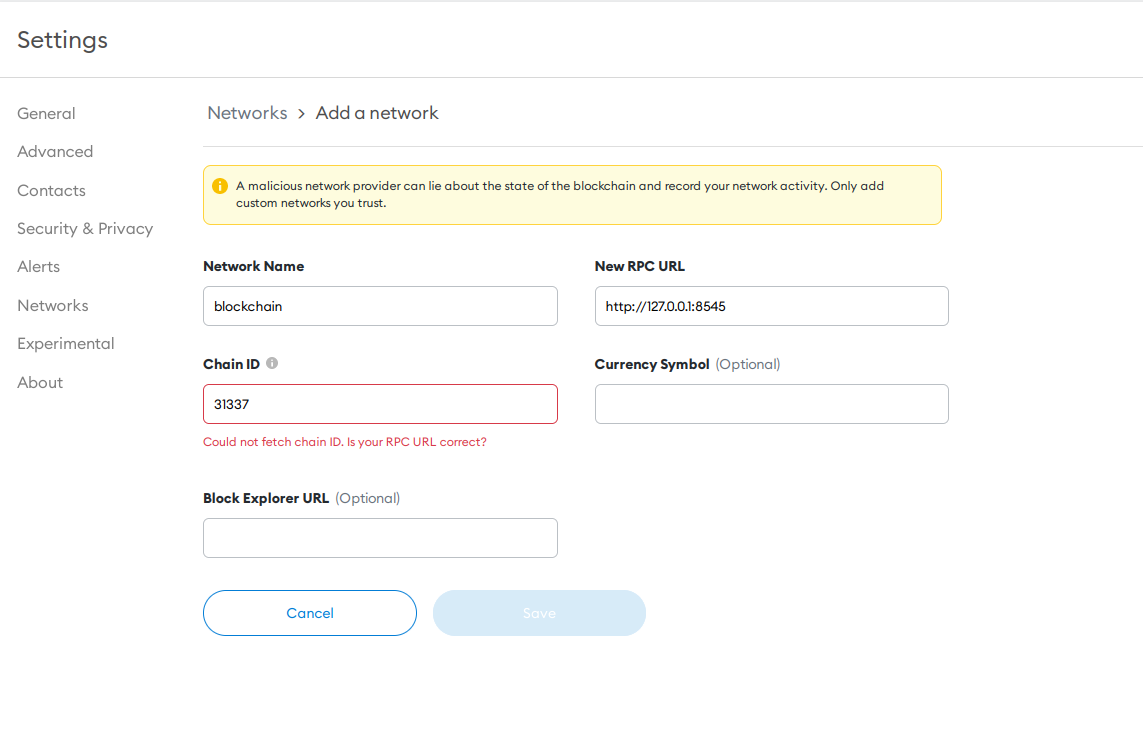 Settings
General
Advanced
Contacts
Security & Privacy
Alerts
Networks
Experimental
About
Networks > Add a network
A malicious network provider can lie about the state of the blockchain and record your network activity. Only add
custom networks you trust.
Network Name
blockchain
New RPC URL
http://127.0.0.1:8545
Chain ID
31337
Could not fetch chain ID. Is your RPC URL correct?
Currency Symbol (Optional)
Block Explorer URL (Optional)
Cancel
Save